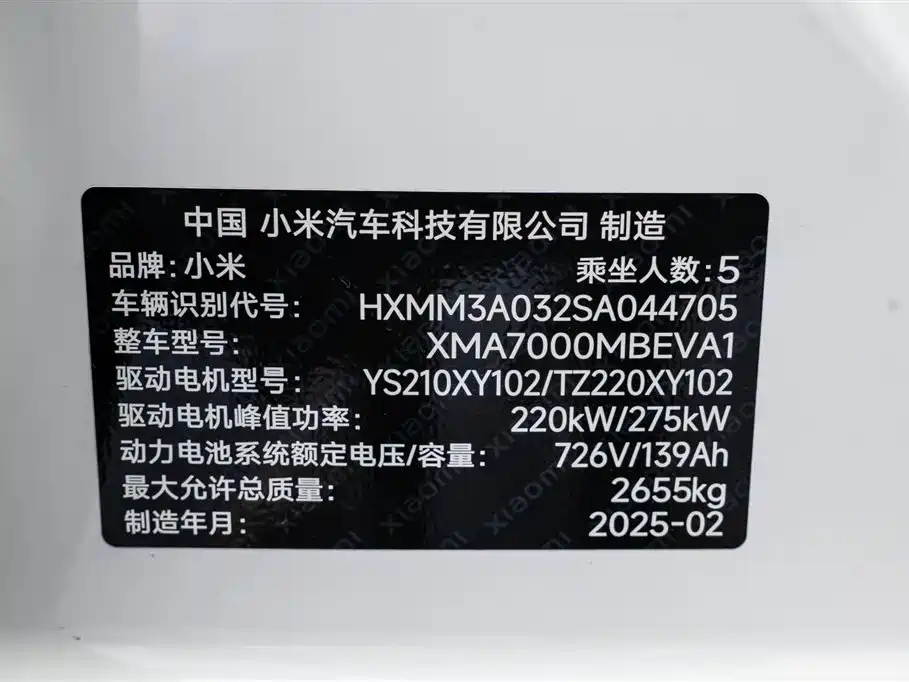 中国 小米汽车科技有限公司 制造
品牌:小米 乘坐人数:5
车辆识别代号: HXMM3A032SA044705
整车型号: XMA7000MBEVA1
驱动电机型号: YS210XY102/TZ220XY102
驱动电机峰值功率: 220kW/275kW
动力电池系统额定电压/容量: 726V/139Ah
最大允许总质量: 2655kg
制造年月: 2025-02
xiaomi